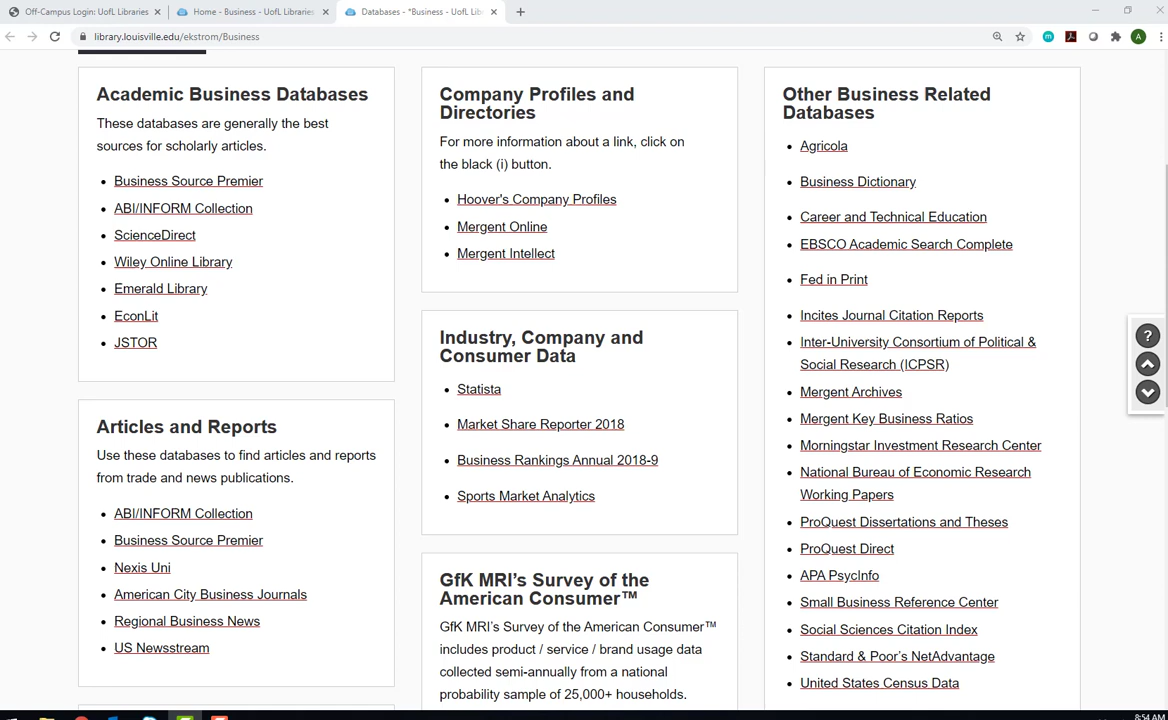 Off-Campus Login: UofL Libraries
Home - Business - UofL Libraries
Databases - *Business - UofL Lib
library.louisville.edu/ekstrom/Business
A
Academic Business Databases
These databases are generally the best
sources for scholarly articles.
Business Source Premier
ABI/INFORM Collection
ScienceDirect
Wiley Online Library
Emerald Library
EconLit
JSTOR
Articles and Reports
Use these databases to find articles and reports
from trade and news publications.
ABI/INFORM Collection
Business Source Premier
Nexis Uni
American City Business Journals
Regional Business News
US Newsstream
Company Profiles and
Directories
For more information about a link, click on
the black (i) button.
Hoover's Company Profiles
Mergent Online
Mergent Intellect
Industry, Company and
Consumer Data
Statista
Market Share Reporter 2018
Business Rankings Annual 2018-9
Sports Market Analytics
GfK MRI’s Survey of the
American Consumer™
GfK MRI’s Survey of the American Consumer™
includes product / service / brand usage data
collected semi-annually from a national
probability sample of 25,000+ households.
Other Business Related
Databases
Agricola
Business Dictionary
Career and Technical Education
EBSCO Academic Search Complete
Fed in Print
Incites Journal Citation Reports
Inter-University Consortium of Political &
Social Research (ICPSR)
Mergent Archives
Mergent Key Business Ratios
Morningstar Investment Research Center
National Bureau of Economic Research
Working Papers
ProQuest Dissertations and Theses
ProQuest Direct
APA PsycInfo
Small Business Reference Center
Social Sciences Citation Index
Standard & Poor’s NetAdvantage
United States Census Data
?
8:54 AM